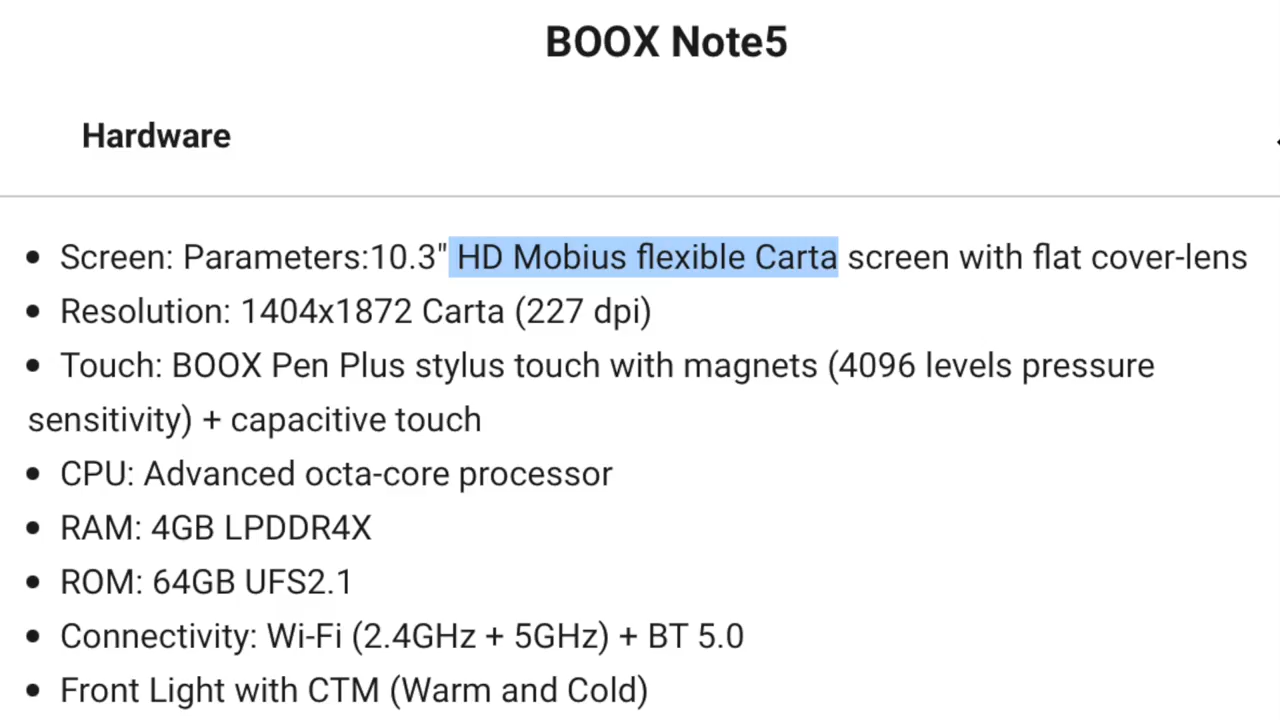 BOOX Note5
Hardware
• Screen: Parameters:10.3" HD Mobius flexible Carta screen with flat cover-lens
• Resolution: 1404x1872 Carta (227 dpi)
• Touch: BOOX Pen Plus stylus touch with magnets (4096 levels pressure
sensitivity) + capacitive touch
• CPU: Advanced octa-core processor
• RAM: 4GB LPDDR4X
• ROM: 64GB UFS2.1
• Connectivity: Wi-Fi (2.4GHz + 5GHz) + BT 5.0
• Front Light with CTM (Warm and Cold)